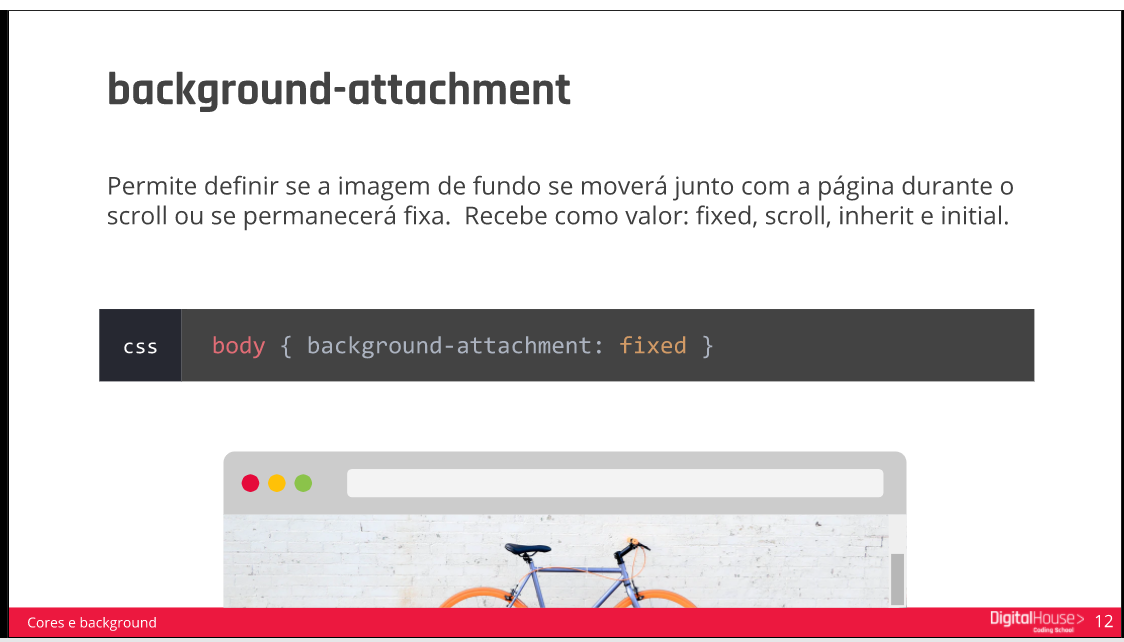 background-attachment
Permite definir se a imagem de fundo se moverá junto com a página durante o
scroll ou se permanecerá fixa.  Recebe como valor: fixed, scroll, inherit e initial.
css
body { background-attachment: fixed }
Cores e background
DigitalHouse>
Coding School
12